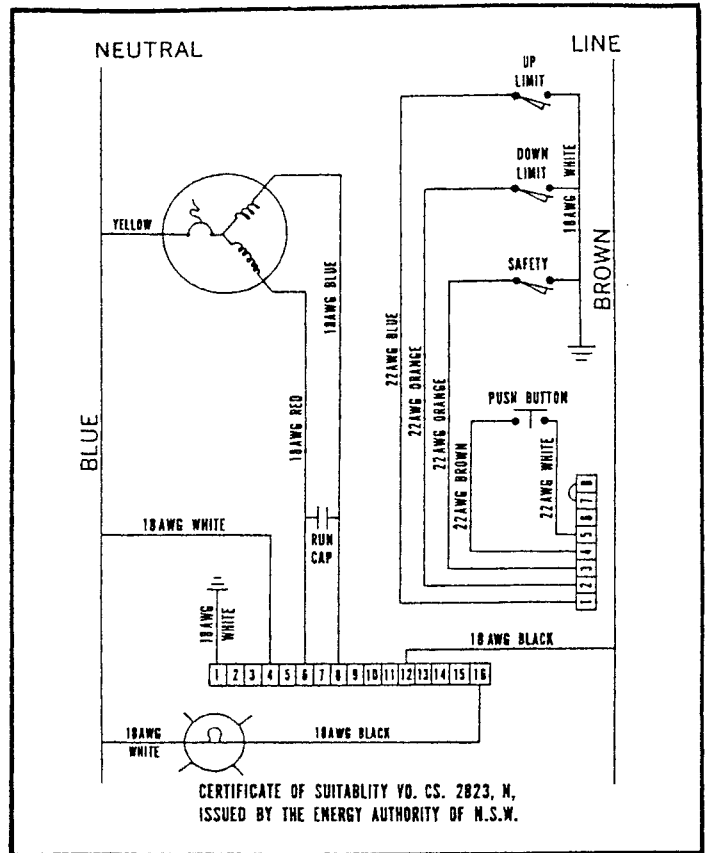 NEUTRAL
LINE
UP
LIMIT
DOWN
LIMIT
18AWG WHITE
SAFETY
BROWN
YELLOW
18AWG BLUE
18AWG RED
22AWG BLUE
22AWG ORANGE
22AWG ORANGE
22AWG BROWN
PUSH BUTTON
22AWG WHITE
BLUE
RUN
CAP
18AWG WHITE
18AWG
WHITE
8
7
6
5
4
3
2
1
18AWG BLACK
1 2 3 4 5 6 7 8 9 10 11 12 13 14 15 16
18AWG
WHITE
18AWG BLACK
CERTIFICATE OF SUITABLITY VO. CS. 2823, N,
ISSUED BY THE ENERGY AUTHORITY OF N.S.W.